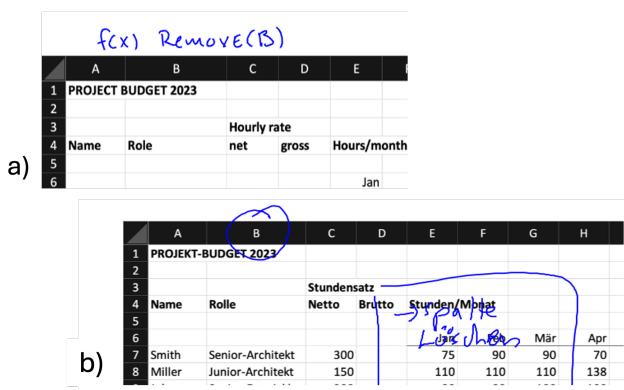 f(x) Remove(B)
A B C D E
1 PROJECT BUDGET 2023
2
3 Hourly rate
4 Name Role net gross Hours/month
5
6 Jan
a)
A B C D E F G H
1 PROJEKT-BUDGET 2023
2
3 Stundensatz
4 Name Rolle Netto Brutto Stunden/Monat
→ Spalte
5
Löschen
6 Jan Mär Apr
7 Smith Senior-Architekt 300 75 90 90 70
b)
8 Miller Junior-Architekt 150 110 110 110 138